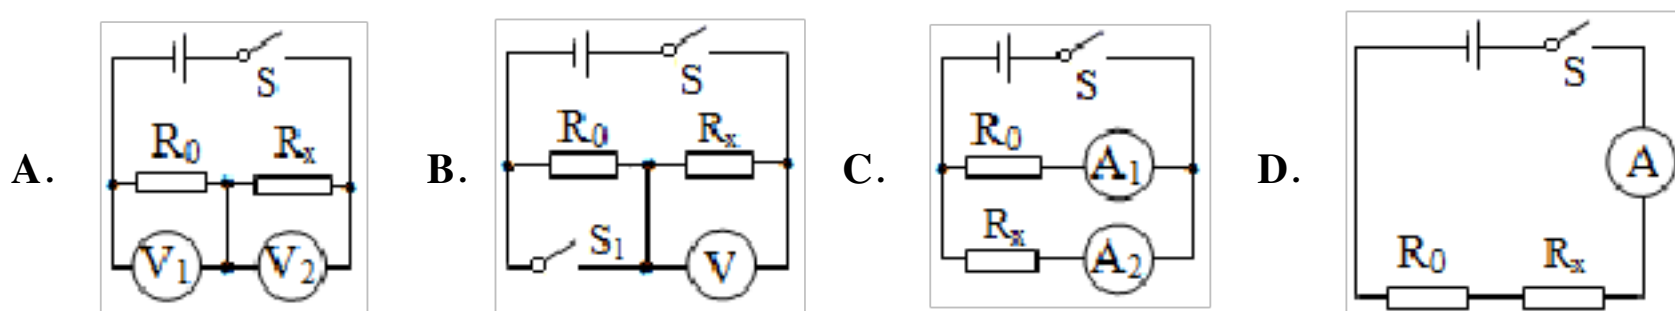 A.
S
R₀ Rₓ
V₁ V₂
B.
S
R₀ Rₓ
S₁
V
C.
S
R₀ A₁
Rₓ A₂
D.
S
A
R₀ Rₓ